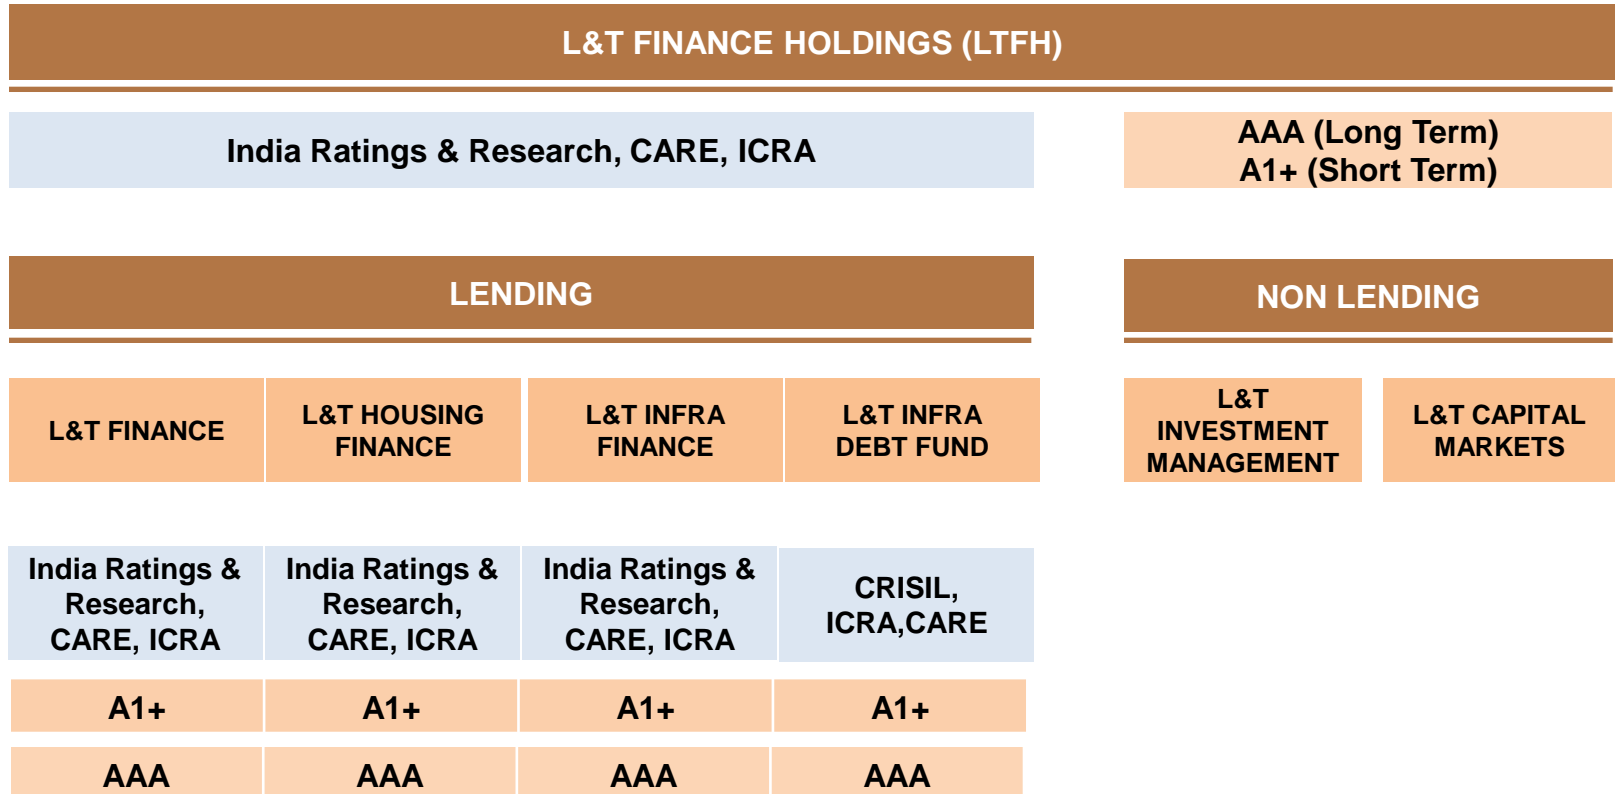 L&T FINANCE HOLDINGS (LTFH)
India Ratings & Research, CARE, ICRA
AAA (Long Term)
A1+ (Short Term)
LENDING
NON LENDING
L&T FINANCE
L&T HOUSING
FINANCE
L&T INFRA
FINANCE
L&T INFRA
DEBT FUND
L&T
INVESTMENT
MANAGEMENT
L&T CAPITAL
MARKETS
India Ratings &
Research,
CARE, ICRA
India Ratings &
Research,
CARE, ICRA
India Ratings &
Research,
CARE, ICRA
CRISIL,
ICRA,CARE
A1+
A1+
A1+
A1+
AAA
AAA
AAA
AAA